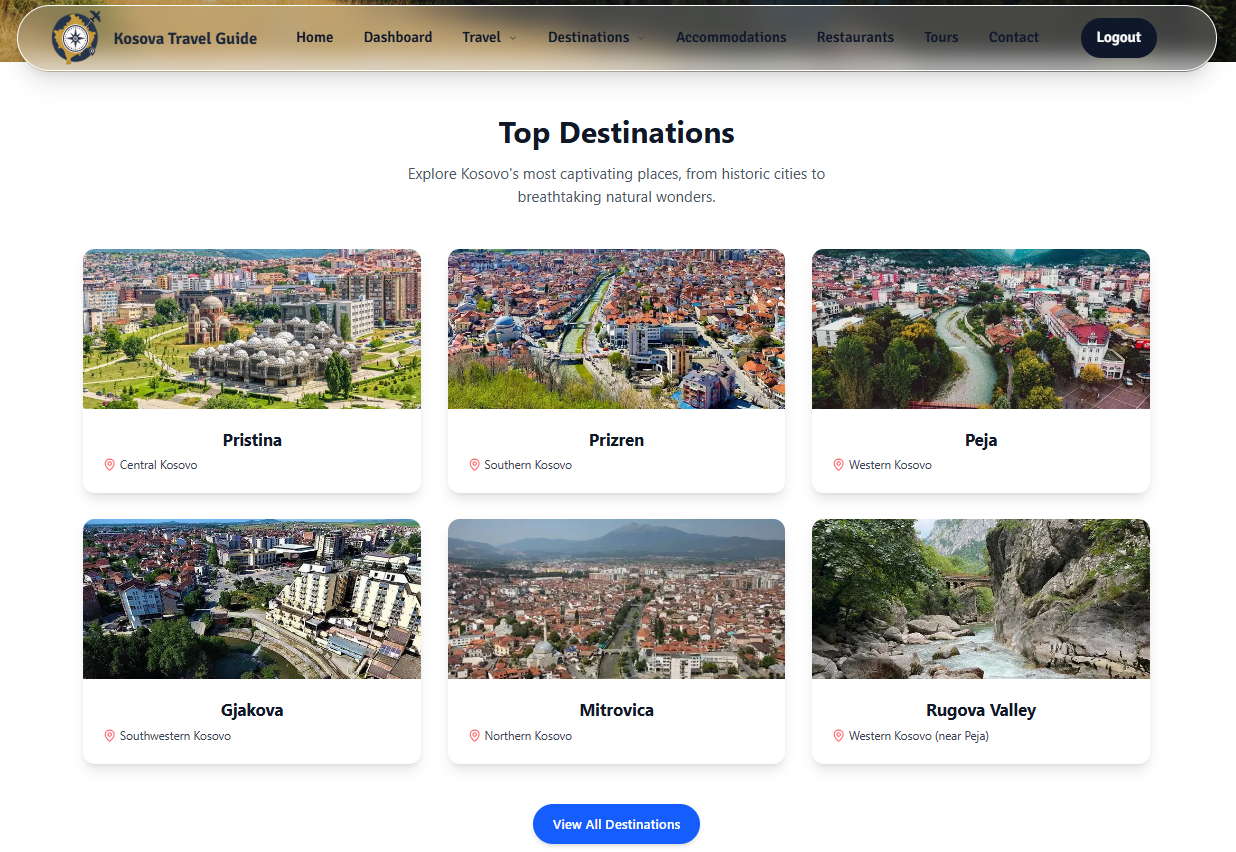 Kosova Travel Guide Home Dashboard Travel Destinations Accommodations Restaurants Tours Contact Logout
Top Destinations
Explore Kosovo's most captivating places, from historic cities to
breathtaking natural wonders.
Pristina
Central Kosovo
Prizren
Southern Kosovo
Peja
Western Kosovo
Gjakova
Southwestern Kosovo
Mitrovica
Northern Kosovo
Rugova Valley
Western Kosovo (near Peja)
View All Destinations